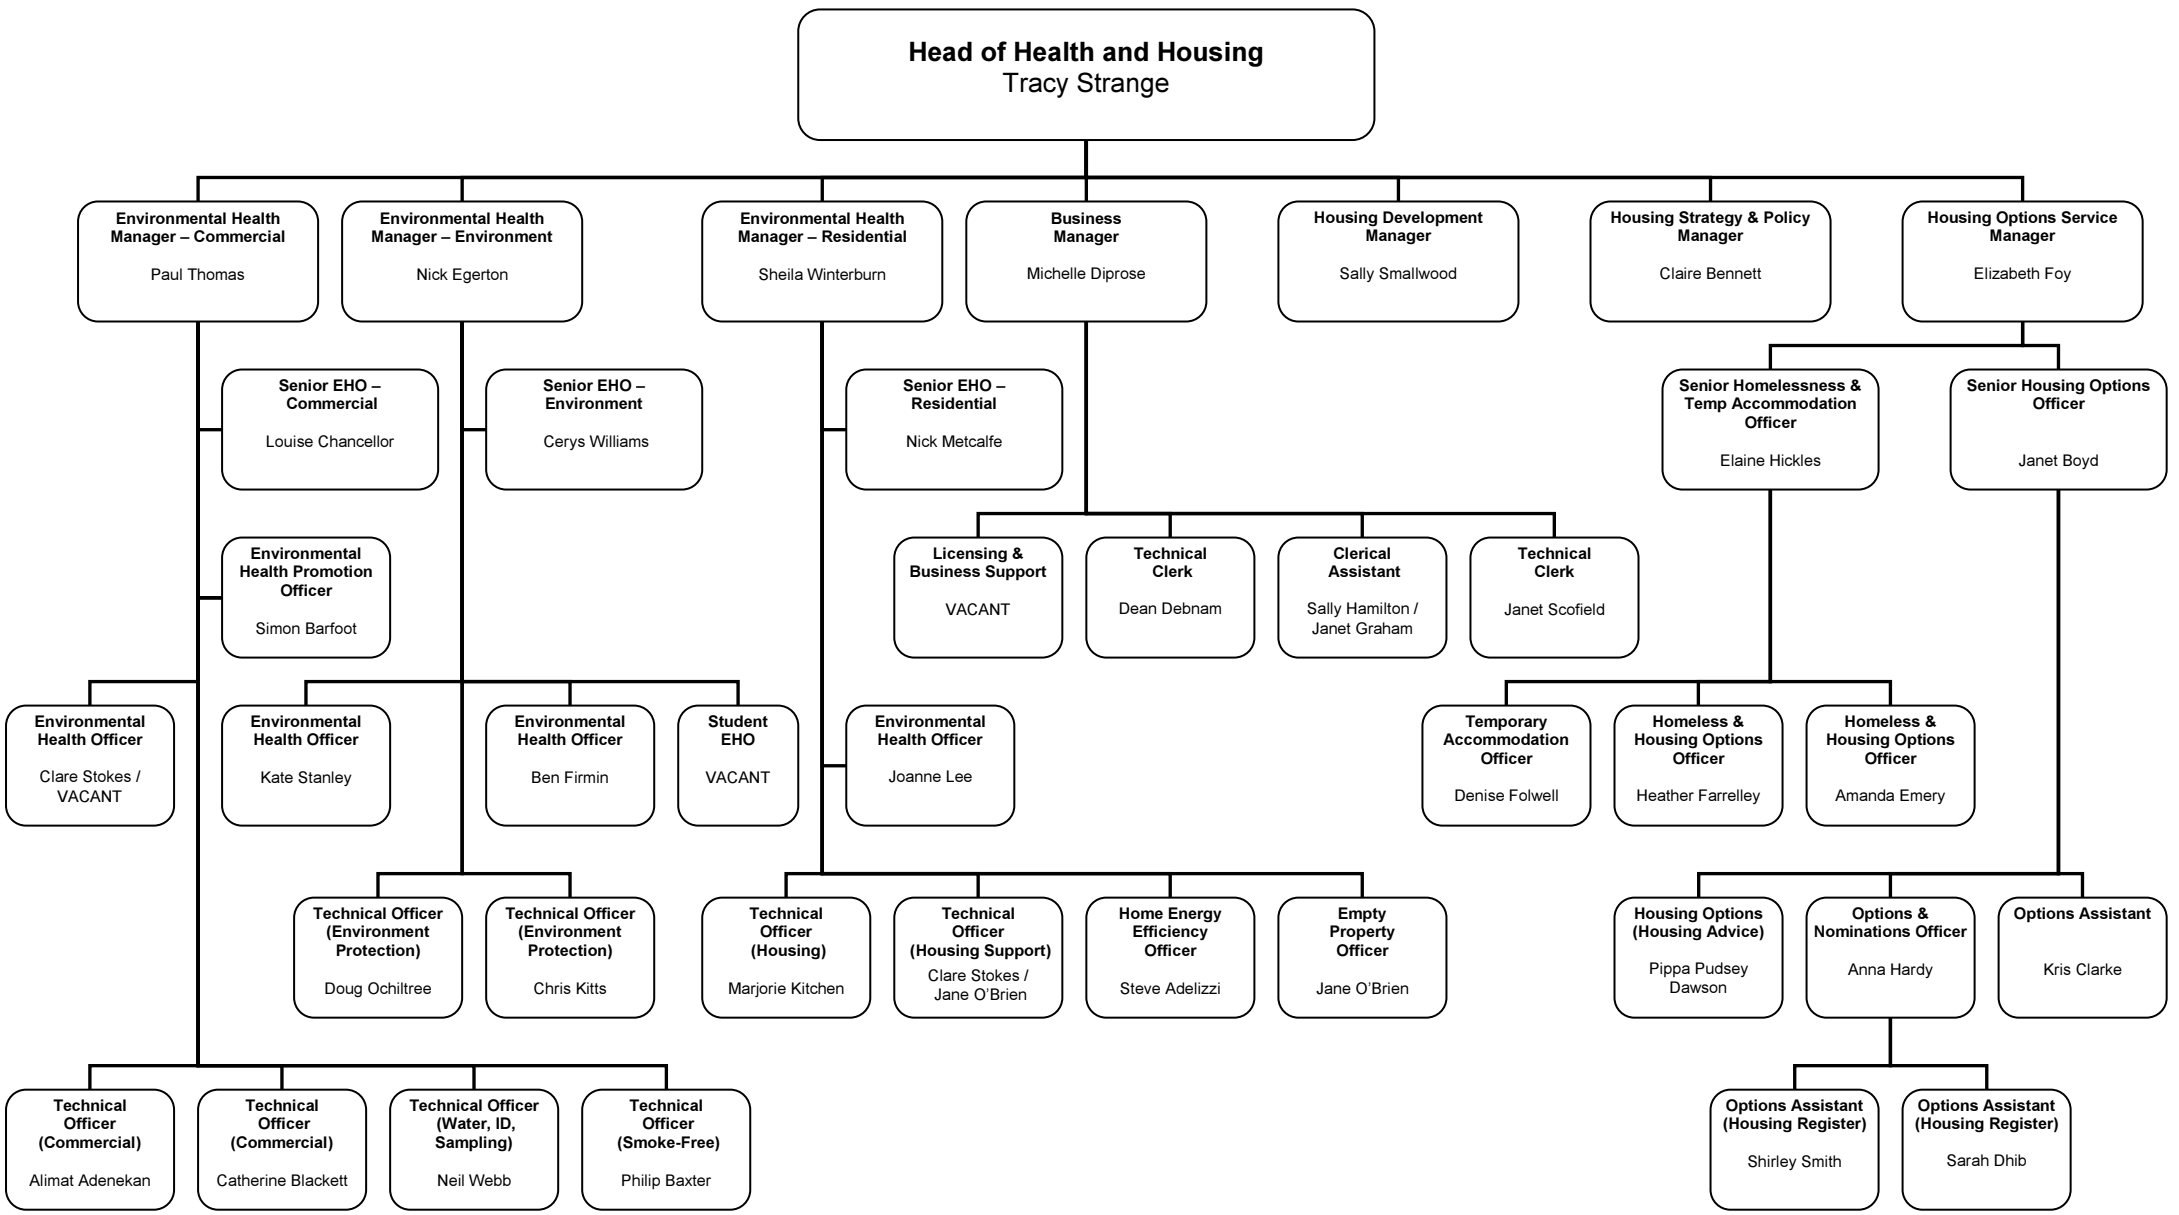 Head of Health and Housing
Tracy Strange
Environmental Health
Manager – Commercial
Paul Thomas
Environmental Health
Manager – Environment
Nick Egerton
Environmental Health
Manager – Residential
Sheila Winterburn
Business
Manager
Michelle Diprose
Housing Development
Manager
Sally Smallwood
Housing Strategy & Policy
Manager
Claire Bennett
Housing Options Service
Manager
Elizabeth Foy
Senior EHO –
Commercial
Louise Chancellor
Senior EHO –
Environment
Cerys Williams
Senior EHO –
Residential
Nick Metcalfe
Senior Homelessness &
Temp Accommodation
Officer
Elaine Hickles
Senior Housing Options
Officer
Janet Boyd
Environmental
Health Promotion
Officer
Simon Barfoot
Licensing &
Business Support
VACANT
Technical
Clerk
Dean Debnam
Clerical
Assistant
Sally Hamilton /
Janet Graham
Technical
Clerk
Janet Scofield
Environmental
Health Officer
Clare Stokes /
VACANT
Environmental
Health Officer
Kate Stanley
Environmental
Health Officer
Ben Firmin
Student
EHO
VACANT
Environmental
Health Officer
Joanne Lee
Temporary
Accommodation
Officer
Denise Folwell
Homeless &
Housing Options
Officer
Heather Farrelley
Homeless &
Housing Options
Officer
Amanda Emery
Technical Officer
(Environment
Protection)
Doug Ochiltree
Technical Officer
(Environment
Protection)
Chris Kitts
Technical
Officer
(Housing)
Marjorie Kitchen
Technical
Officer
(Housing Support)
Clare Stokes /
Jane O’Brien
Home Energy
Efficiency
Officer
Steve Adelizzi
Empty
Property
Officer
Jane O’Brien
Housing Options
(Housing Advice)
Pippa Pudsey
Dawson
Options &
Nominations Officer
Anna Hardy
Options Assistant
Kris Clarke
Technical
Officer
(Commercial)
Alimat Adenekan
Technical
Officer
(Commercial)
Catherine Blackett
Technical Officer
(Water, ID,
Sampling)
Neil Webb
Technical
Officer
(Smoke-Free)
Philip Baxter
Options Assistant
(Housing Register)
Shirley Smith
Options Assistant
(Housing Register)
Sarah Dhib